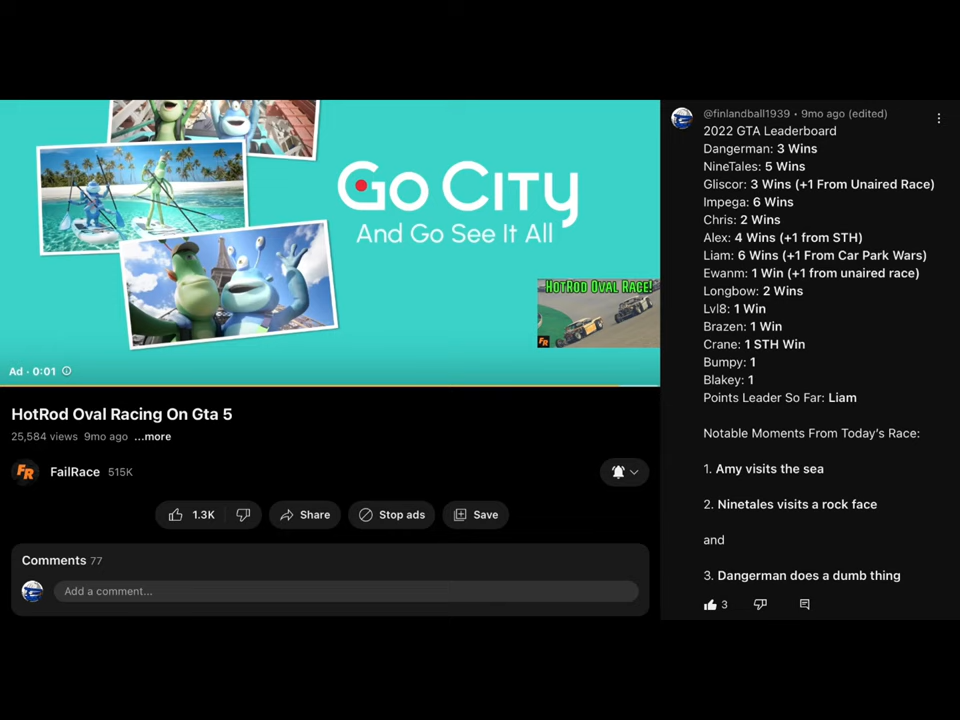 GO CITY
And Go See It All
HOTROD OVAL RACE!
FR
Ad · 0:01
HotRod Oval Racing On Gta 5
25,584 views 9mo ago ...more
FR FailRace 515K
1.3K Share Stop ads Save
Comments 77
Add a comment...
@finlandball1939 · 9mo ago (edited)
2022 GTA Leaderboard
Dangerman: 3 Wins
NineTales: 5 Wins
Gliscor: 3 Wins (+1 From Unaired Race)
Impega: 6 Wins
Chris: 2 Wins
Alex: 4 Wins (+1 from STH)
Liam: 6 Wins (+1 From Car Park Wars)
Ewanm: 1 Win (+1 from unaired race)
Longbow: 2 Wins
Lvl8: 1 Win
Brazen: 1 Win
Crane: 1 STH Win
Bumpy: 1
Blakey: 1
Points Leader So Far: Liam
Notable Moments From Today's Race:
1. Amy visits the sea
2. Ninetales visits a rock face
and
3. Dangerman does a dumb thing
3